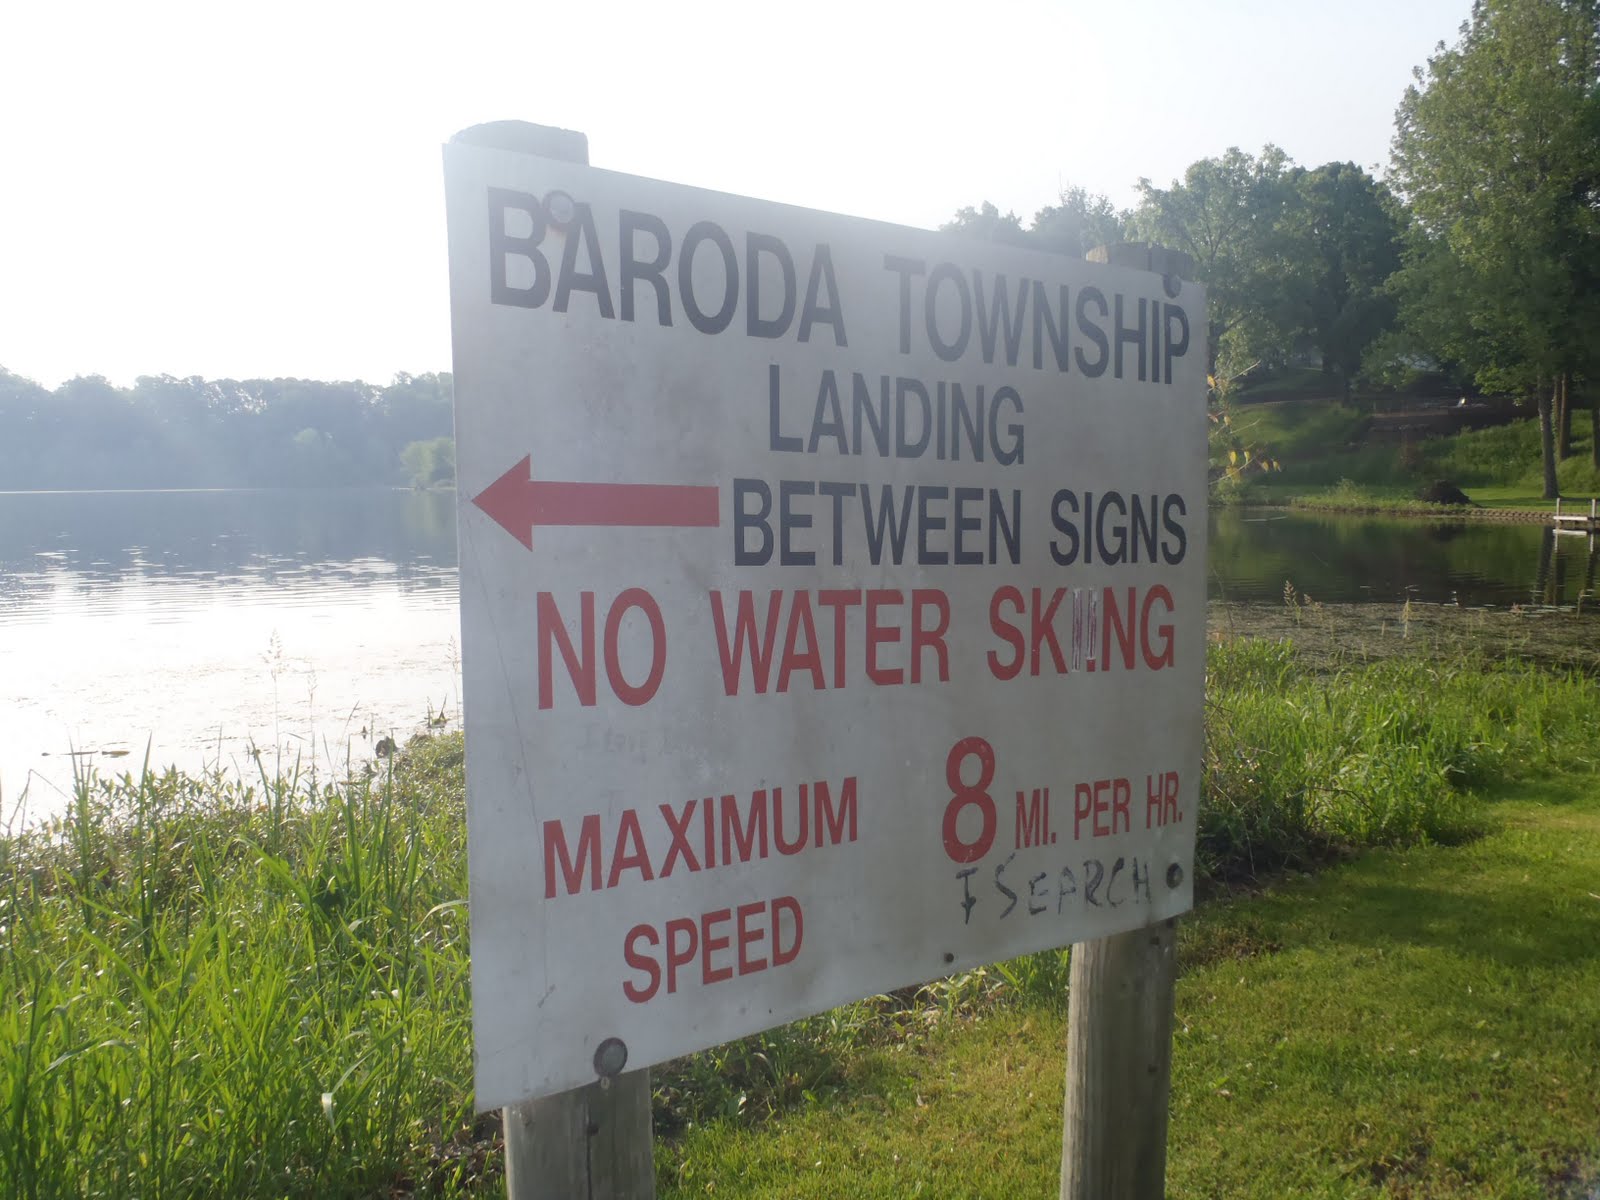 BARODA TOWNSHIP
LANDING
BETWEEN SIGNS
NO WATER SKIING
MAXIMUM 8 MI. PER HR.
SEARCH
SPEED